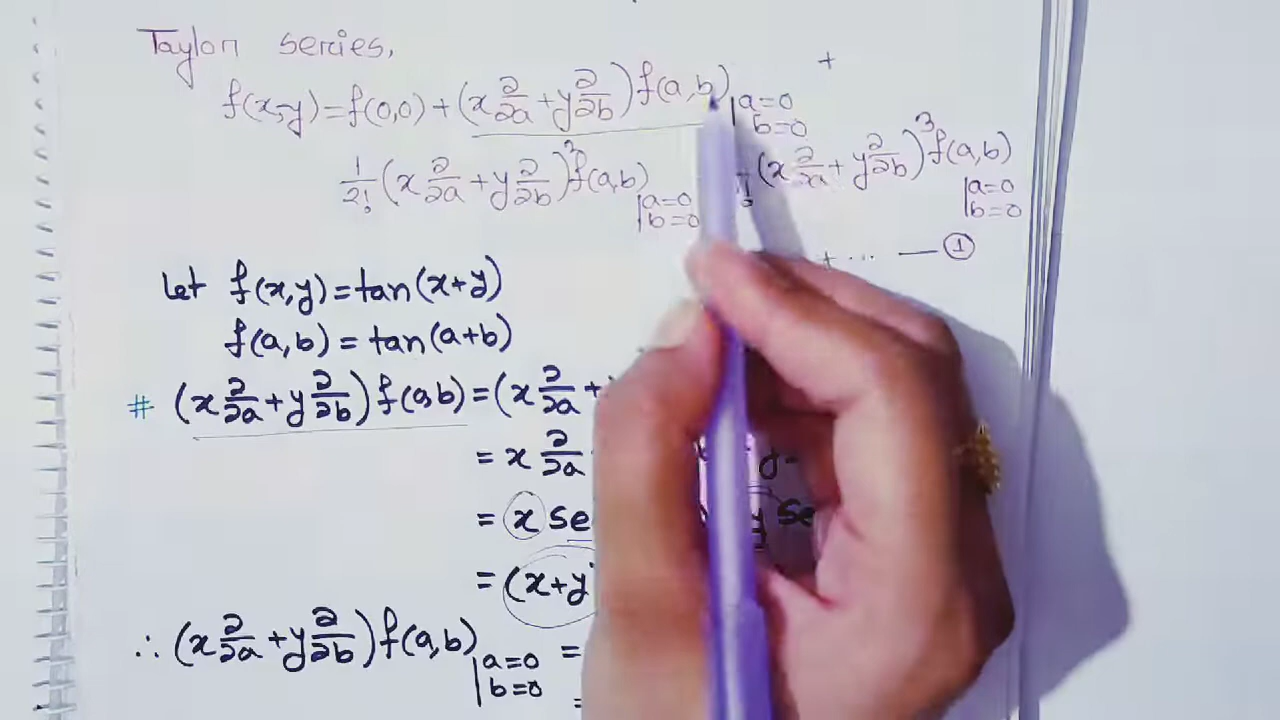 Taylor series,
f(x,y)=f(0,0)+(x ∂/∂a + y ∂/∂b) f(a,b)|a=0 b=0 +
1/2! (x ∂/∂a + y ∂/∂b)² f(a,b)|a=0 b=0 ! (x ∂/∂a + y ∂/∂b)³ f(a,b)|a=0 b=0
+ ... — ①
Let f(x,y)=tan(x+y)
f(a,b)=tan(a+b)
# (x ∂/∂a + y ∂/∂b) f(a,b)=(x ∂/∂a +
= x ∂/∂a
= x se y se
= (x+y)
∴ (x ∂/∂a + y ∂/∂b) f(a,b)|a=0 b=0 =
=